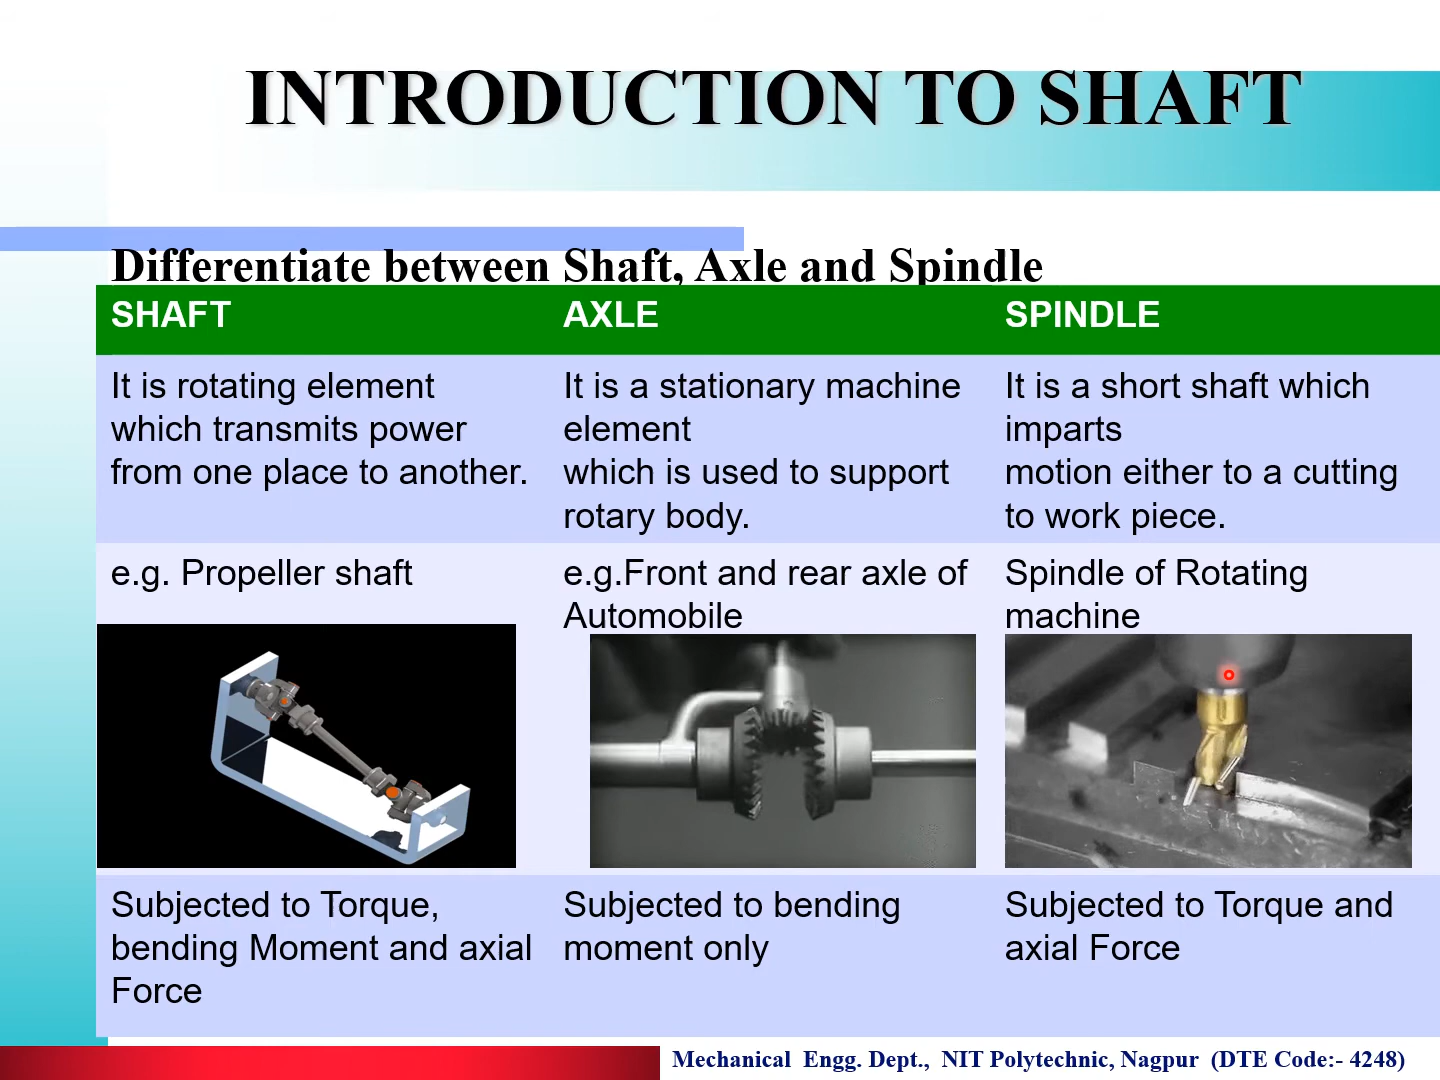 INTRODUCTION TO SHAFT
Differentiate between Shaft, Axle and Spindle
SHAFT
AXLE
SPINDLE
It is rotating element
which transmits power
from one place to another.
It is a stationary machine
element
which is used to support
rotary body.
It is a short shaft which
imparts
motion either to a cutting
to work piece.
e.g. Propeller shaft
e.g.Front and rear axle of
Automobile
Spindle of Rotating
machine
Subjected to Torque,
bending Moment and axial
Force
Subjected to bending
moment only
Subjected to Torque and
axial Force
Mechanical Engg. Dept., NIT Polytechnic, Nagpur (DTE Code:- 4248)